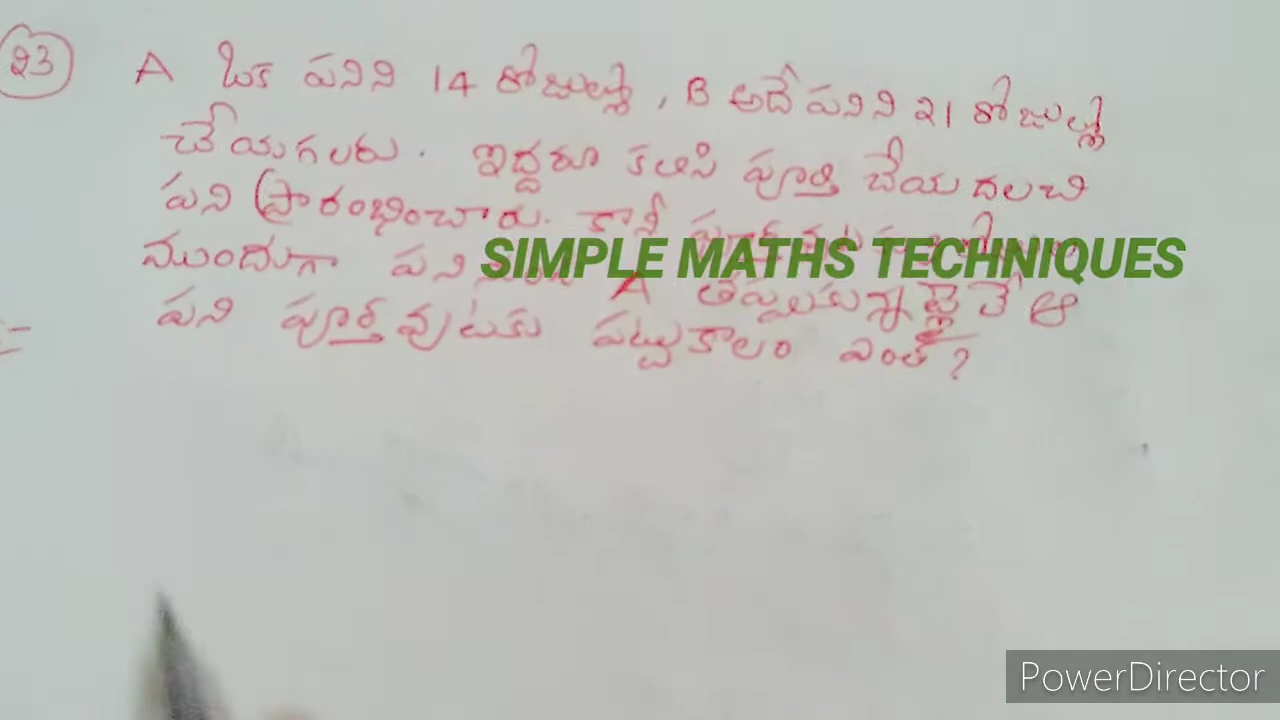 23 A ఒక పనిని 14 రోజుల్లో, B అదే పనిని 21 రోజుల్లో
చేయగలరు. ఇద్దరూ కలసి పూర్తి చేయదలచి
పని ప్రారంభించారు. కానీ
SIMPLE MATHS TECHNIQUES
ముందుగా పని A తప్పుకున్నట్లైతే ఆ
పని పూర్తవుటకు పట్టుకాలం ఎంత?
PowerDirector